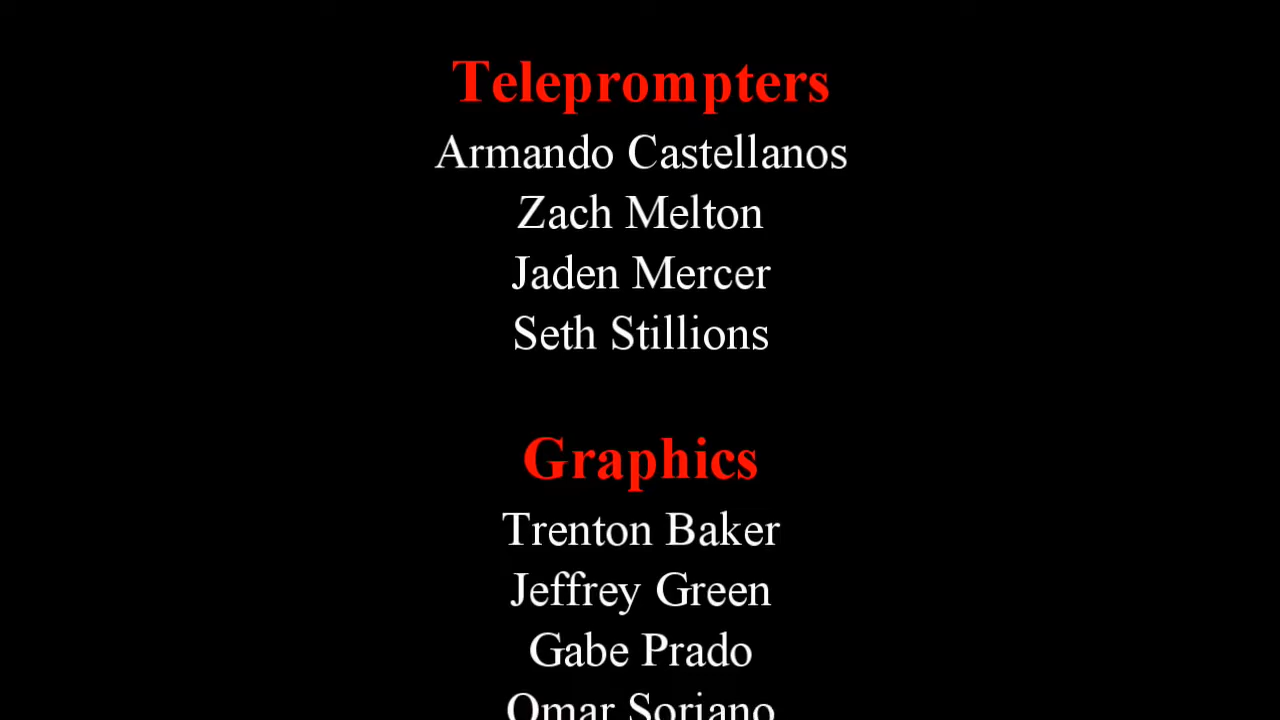 Teleprompters
Armando Castellanos
Zach Melton
Jaden Mercer
Seth Stillions
Graphics
Trenton Baker
Jeffrey Green
Gabe Prado
Omar Soriano